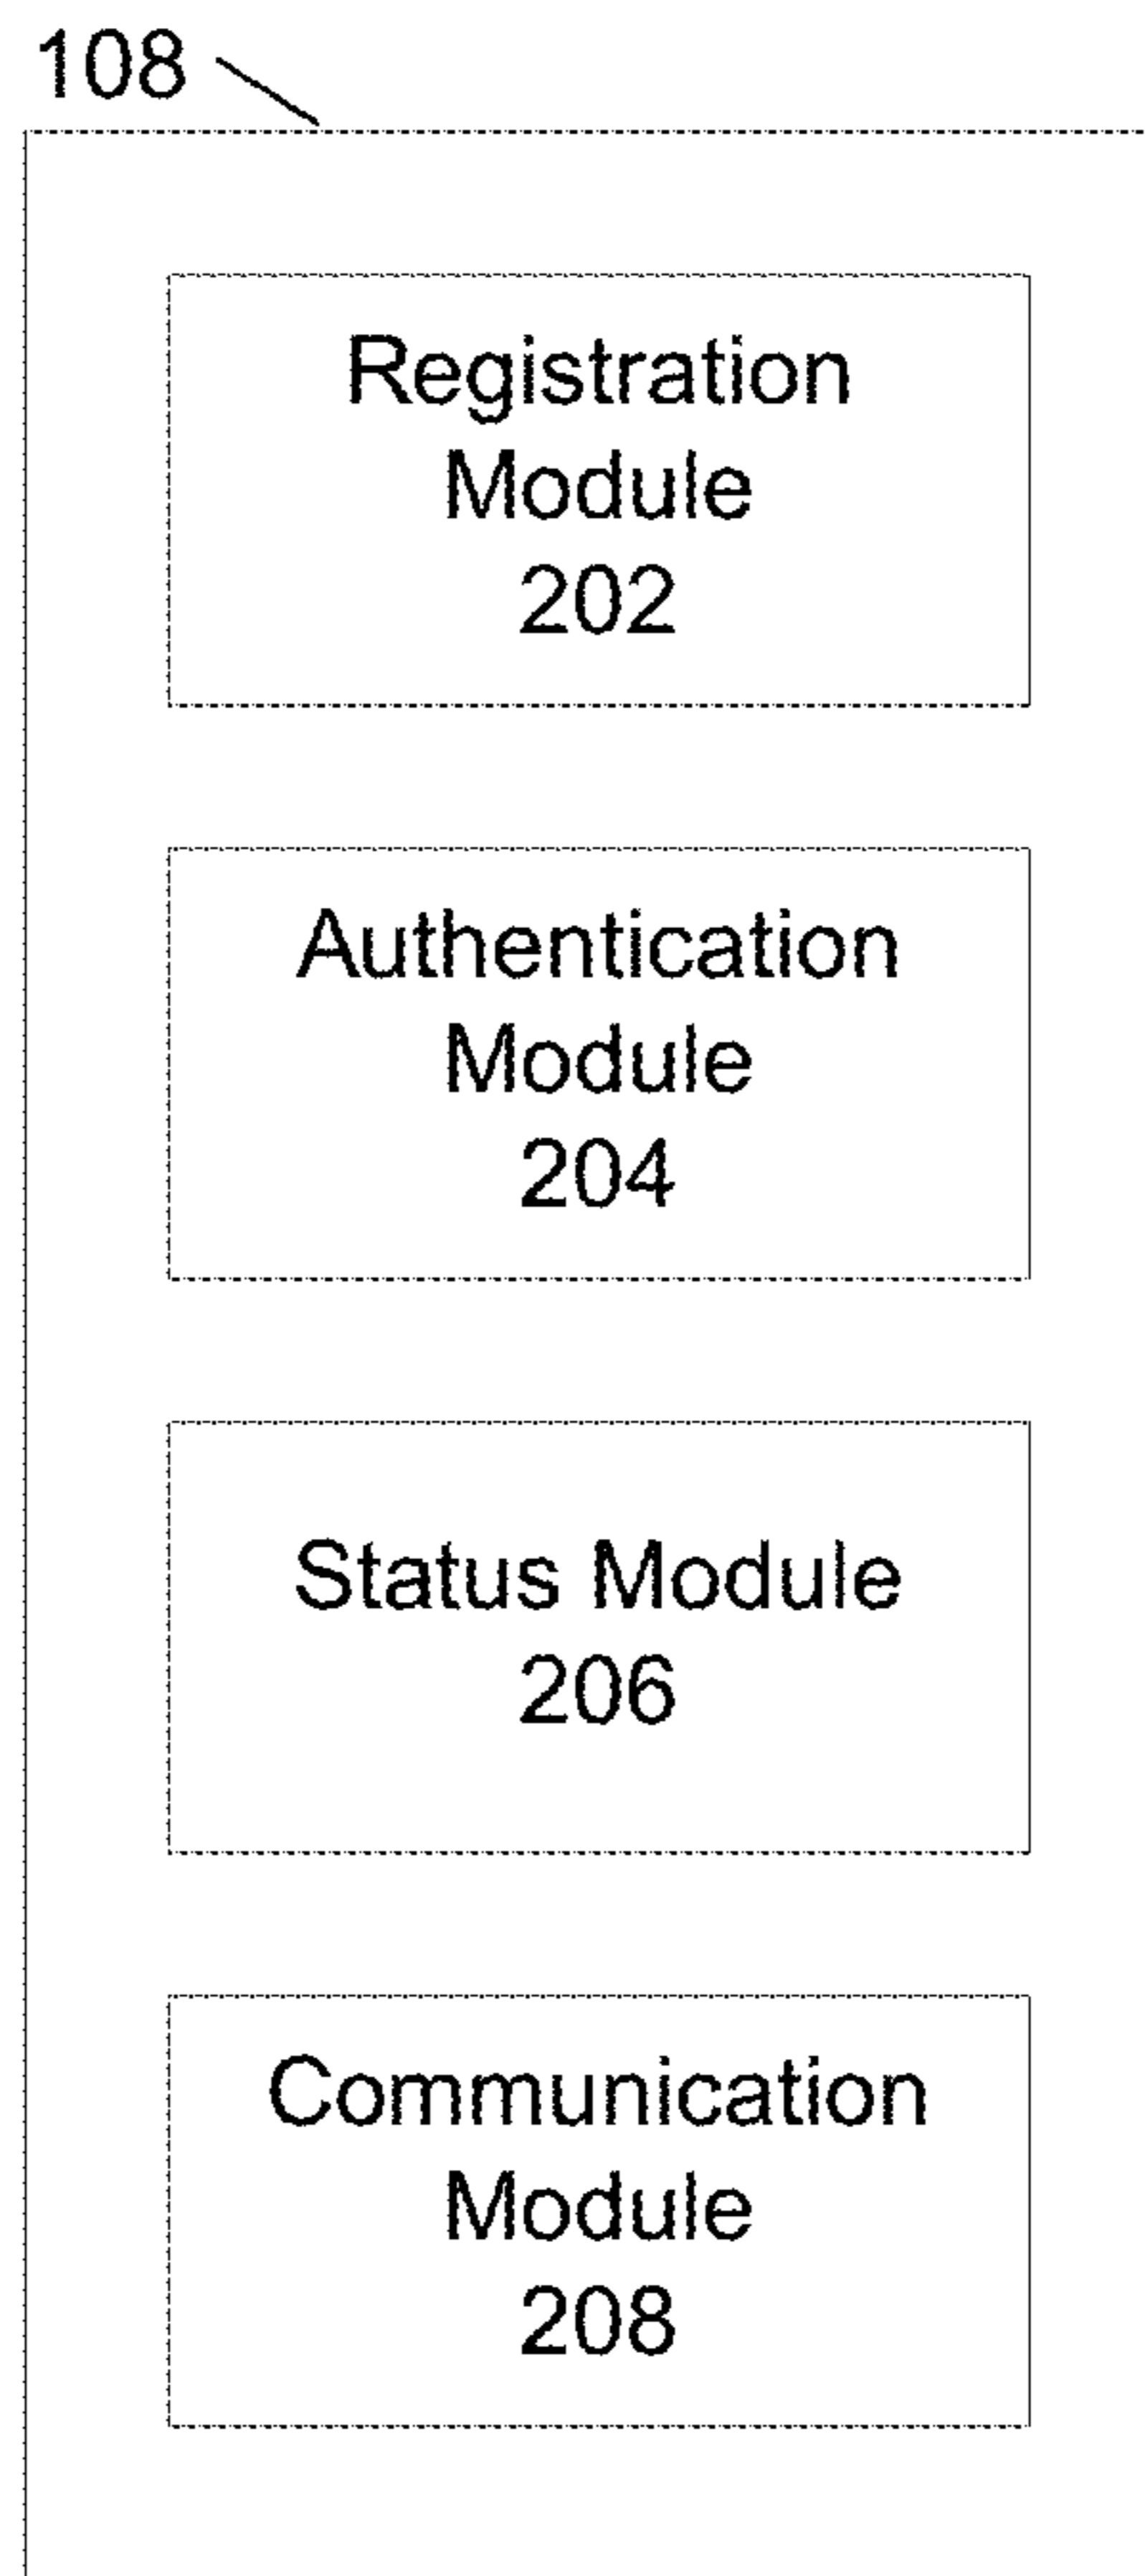 108
Registration
Module
202
Authentication
Module
204
Status Module
206
Communication
Module
208